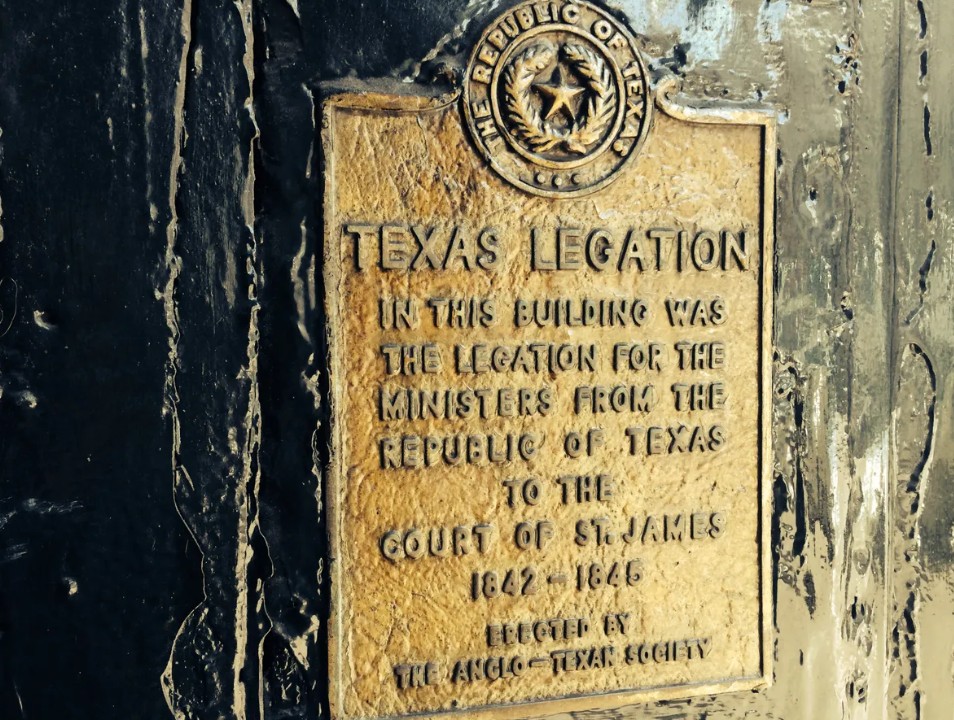 THE REPUBLIC OF TEXAS
TEXAS LEGATION
IN THIS BUILDING WAS
THE LEGATION FOR THE
MINISTERS FROM THE
REPUBLIC OF TEXAS
TO THE
COURT OF ST. JAMES
1842 - 1845
ERECTED BY
THE ANGLO-TEXAN SOCIETY